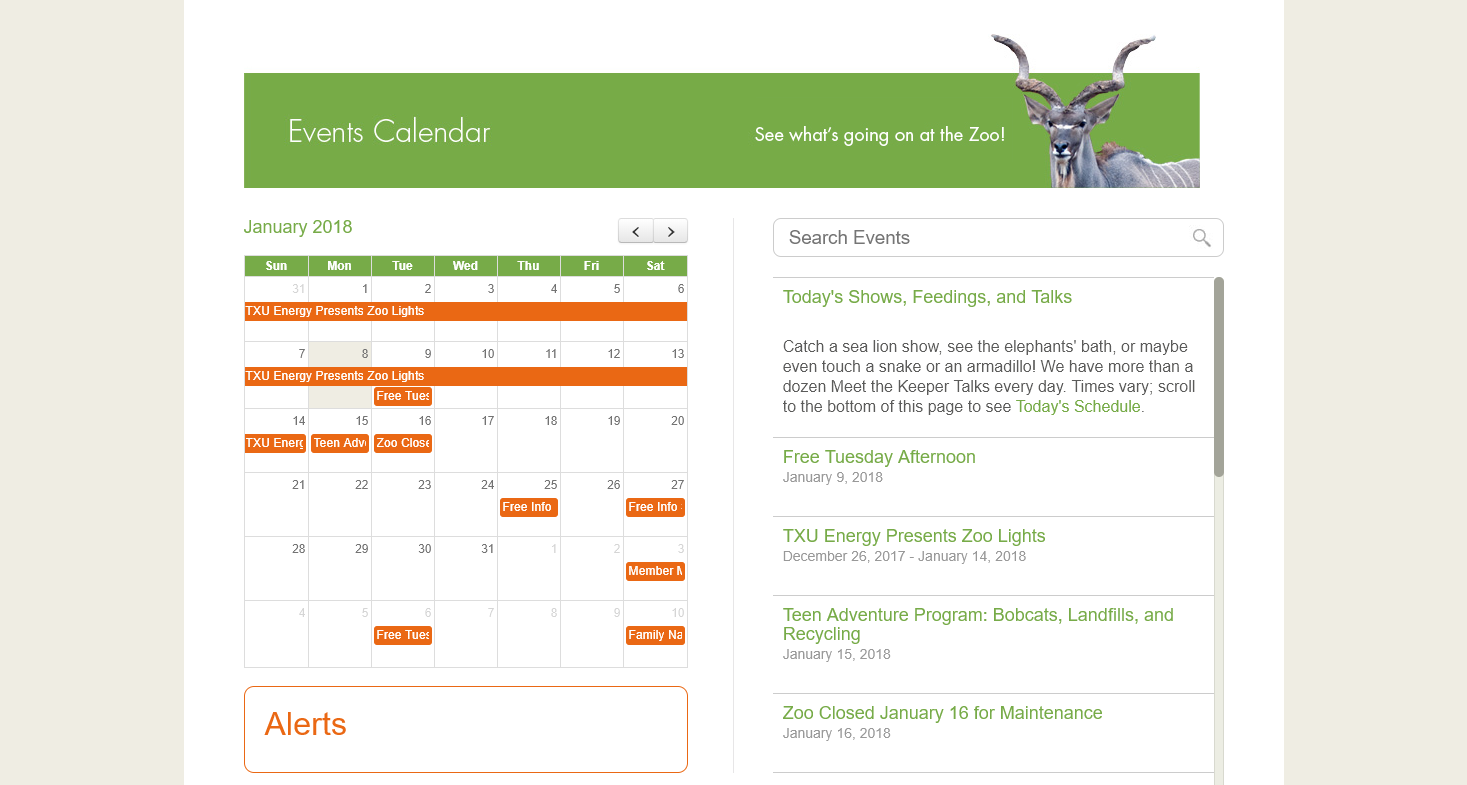 Events Calendar
See what's going on at the Zoo!
January 2018
Sun Mon Tue Wed Thu Fri Sat
31 1 2 3 4 5 6
TXU Energy Presents Zoo Lights
7 8 9 10 11 12 13
TXU Energy Presents Zoo Lights
Free Tues
14 15 16 17 18 19 20
TXU Energ Teen Adv Zoo Close
21 22 23 24 25 26 27
Free Info Free Info
28 29 30 31 1 2 3
Member M
4 5 6 7 8 9 10
Free Tues Family Na
Alerts
Search Events
Today's Shows, Feedings, and Talks
Catch a sea lion show, see the elephants' bath, or maybe
even touch a snake or an armadillo! We have more than a
dozen Meet the Keeper Talks every day. Times vary; scroll
to the bottom of this page to see Today's Schedule.
Free Tuesday Afternoon
January 9, 2018
TXU Energy Presents Zoo Lights
December 26, 2017 - January 14, 2018
Teen Adventure Program: Bobcats, Landfills, and
Recycling
January 15, 2018
Zoo Closed January 16 for Maintenance
January 16, 2018